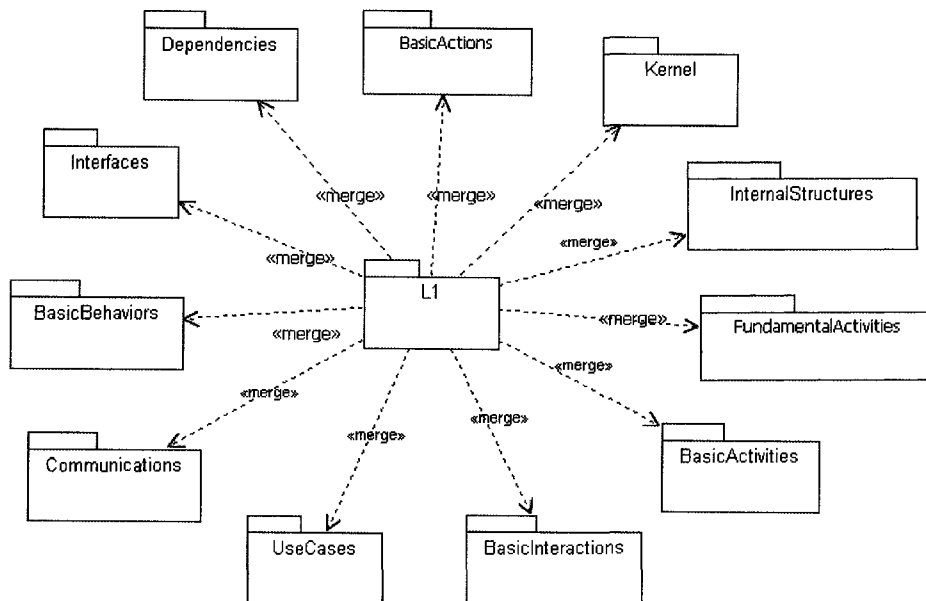 Dependencies
BasicActions
Kernel
Interfaces
InternalStructures
«merge»
«merge»
«merge»
«merge»
«merge»
L1
BasicBehaviors
«merge»
«merge»
FundamentalActivities
«merge»
«merge»
«merge»
«merge»
Communications
BasicActivities
UseCases
BasicInteractions